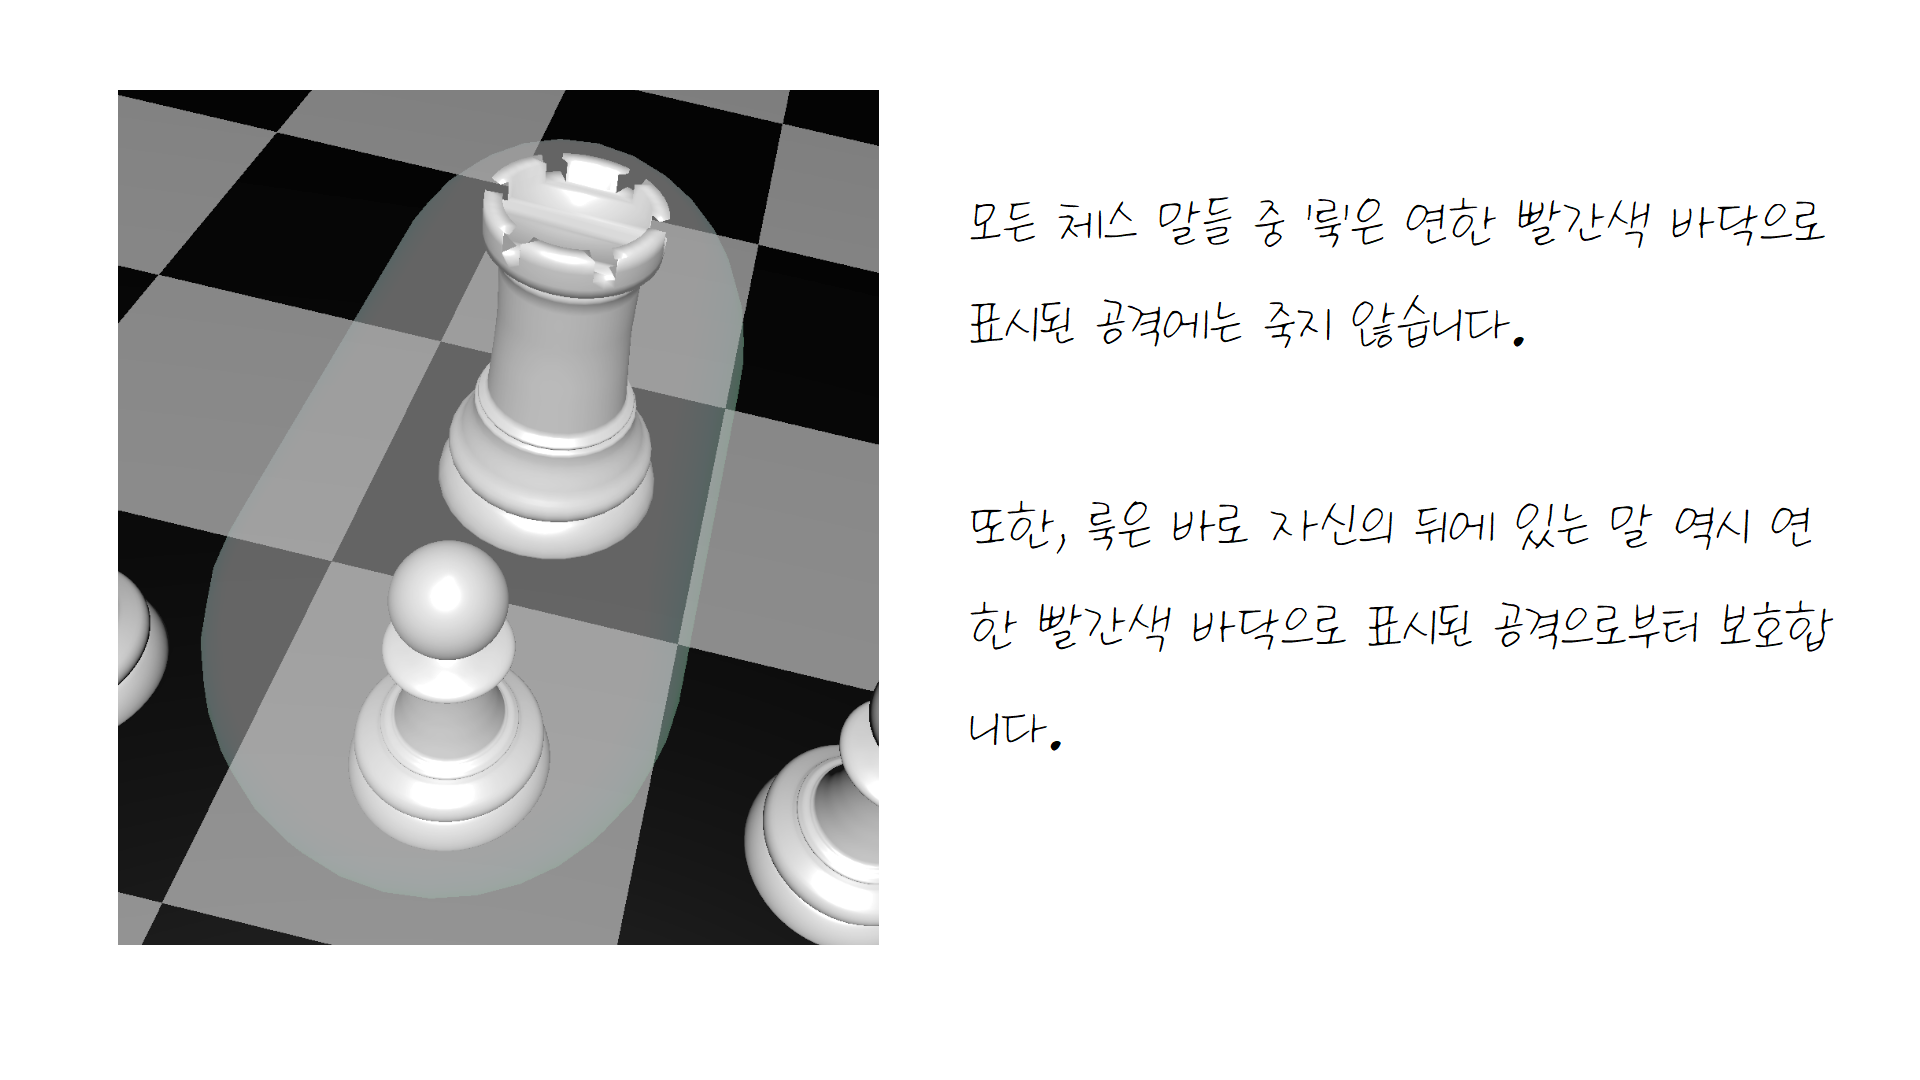 모든 체스 말들 중 '룩'은 연한 빨간색 바닥으로
표시된 공격에는 죽지 않습니다.
또한, 룩은 바로 자신의 뒤에 있는 말 역시 연
한 빨간색 바닥으로 표시된 공격으로부터 보호합
니다.